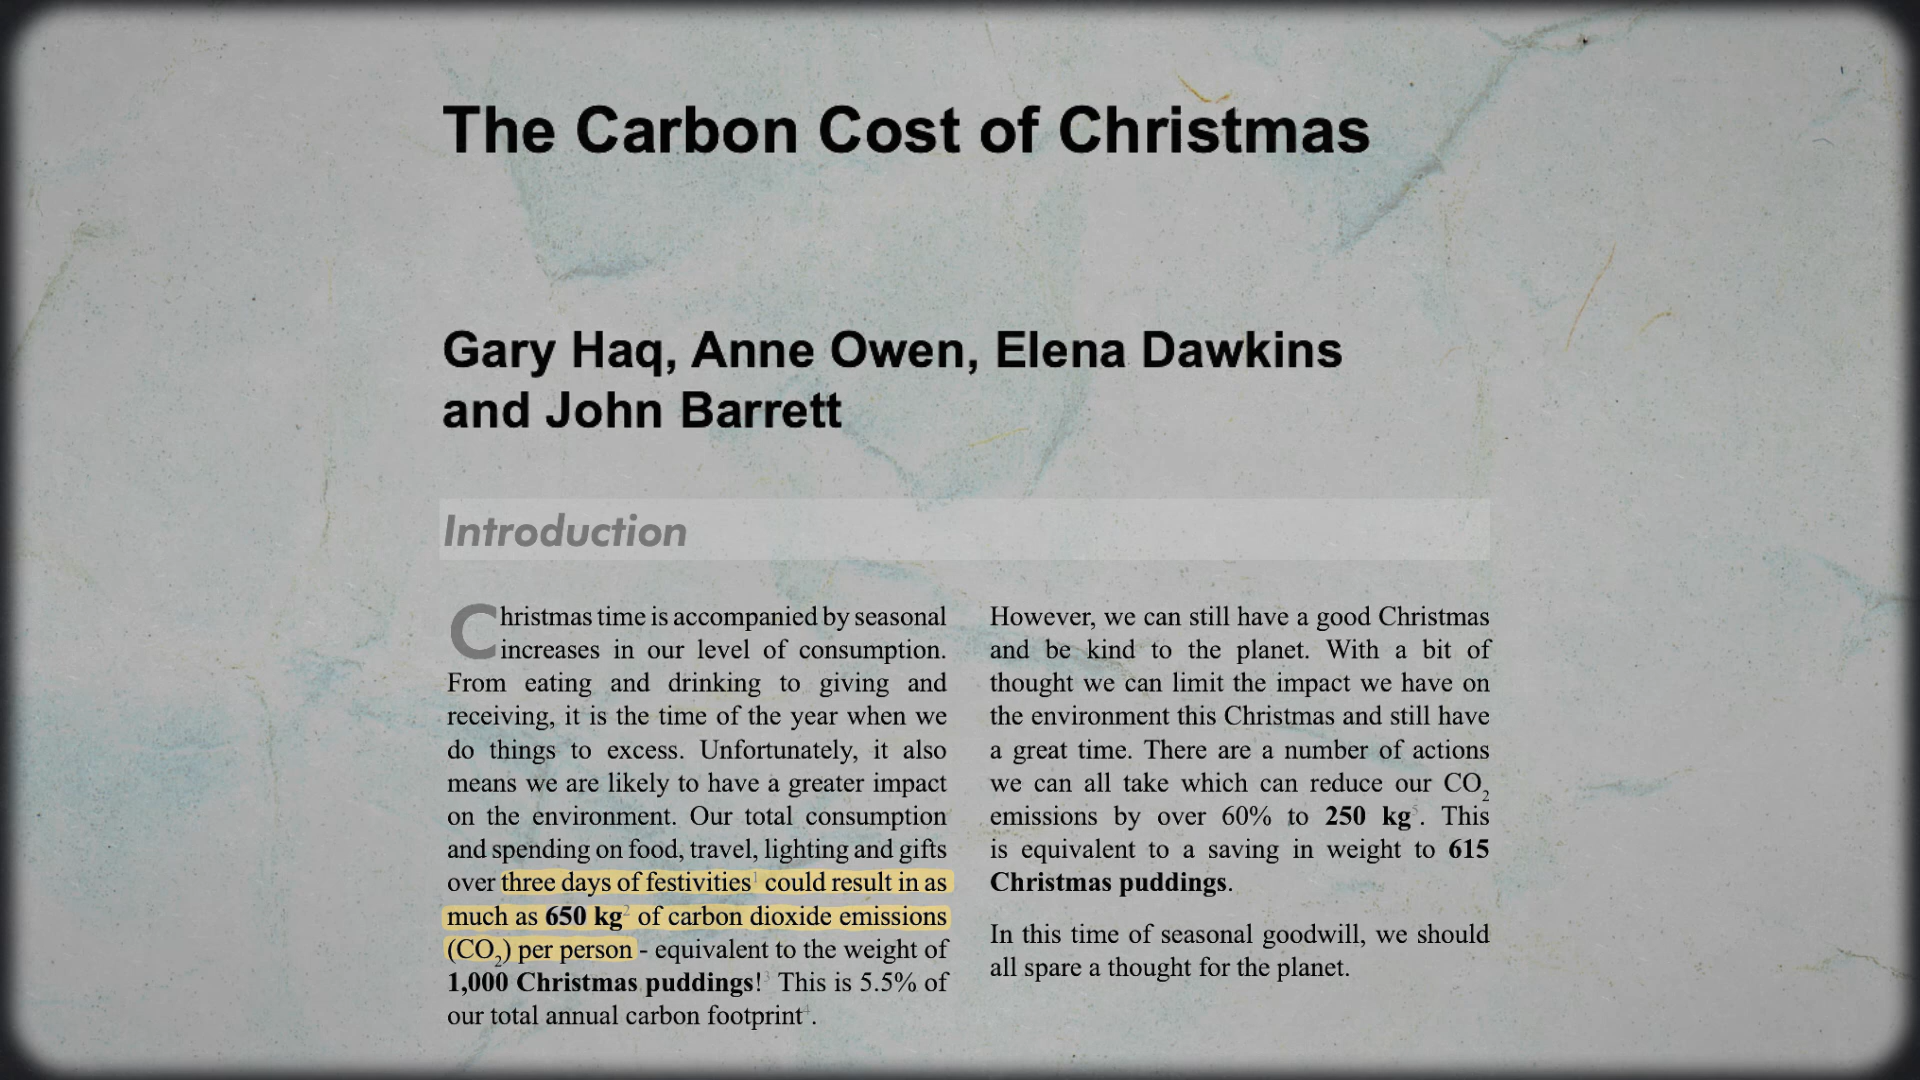 The Carbon Cost of Christmas
Gary Haq, Anne Owen, Elena Dawkins
and John Barrett
Introduction
Christmas time is accompanied by seasonal
increases in our level of consumption.
From eating and drinking to giving and
receiving, it is the time of the year when we
do things to excess. Unfortunately, it also
means we are likely to have a greater impact
on the environment. Our total consumption
and spending on food, travel, lighting and gifts
over three days of festivities¹ could result in as
much as 650 kg² of carbon dioxide emissions
(CO₂) per person - equivalent to the weight of
1,000 Christmas puddings!³ This is 5.5% of
our total annual carbon footprint⁴.
However, we can still have a good Christmas
and be kind to the planet. With a bit of
thought we can limit the impact we have on
the environment this Christmas and still have
a great time. There are a number of actions
we can all take which can reduce our CO₂
emissions by over 60% to 250 kg⁵. This
is equivalent to a saving in weight to 615
Christmas puddings.
In this time of seasonal goodwill, we should
all spare a thought for the planet.